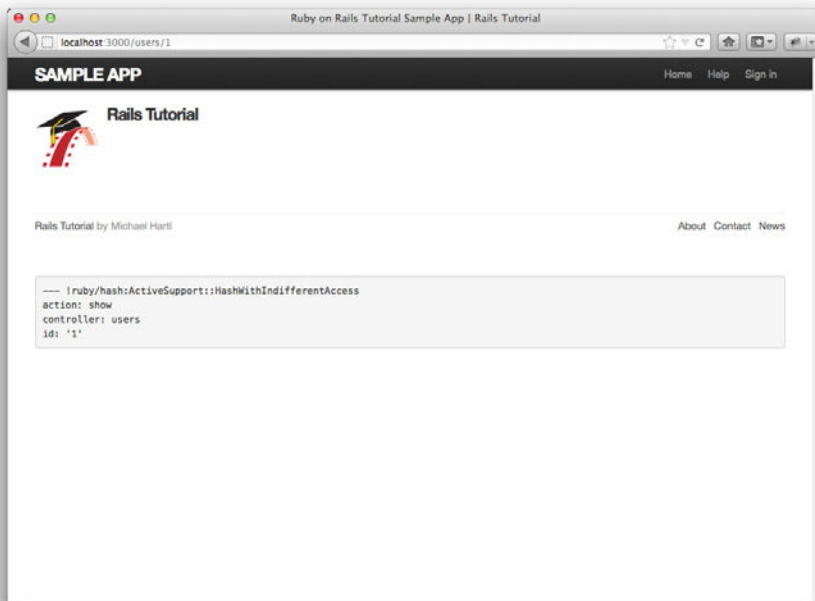 Ruby on Rails Tutorial Sample App | Rails Tutorial
localhost:3000/users/1
SAMPLE APP
Home Help Sign in
Rails Tutorial
Rails Tutorial by Michael Hartl
About Contact News
--- !ruby/hash:ActiveSupport::HashWithIndifferentAccess
action: show
controller: users
id: '1'